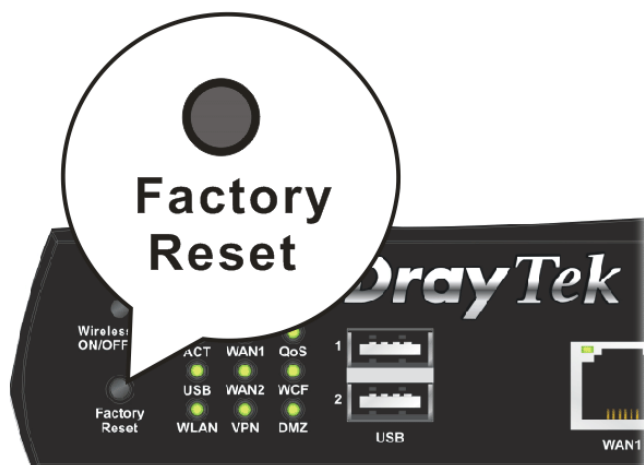 Factory
Reset
DrayTek
Wireless
ON/OFF
ACT WAN1 QoS
USB WAN2 WCF
WLAN VPN DMZ
Factory
Reset
1
2
USB
WAN1